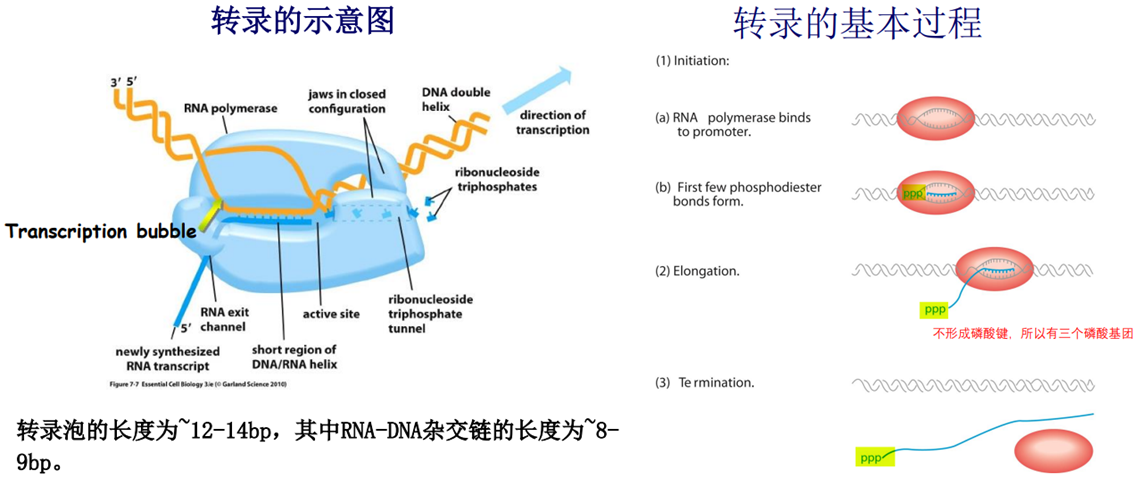 转录的示意图
3' 5'
RNA polymerase
jaws in closed
configuration
DNA double
helix
direction of
transcription
ribonucleoside
triphosphates
Transcription bubble
RNA exit
channel
active site
ribonucleoside
triphosphate
tunnel
5'
newly synthesized
RNA transcript
short region of
DNA/RNA helix
Figure 7-7 Essential Cell Biology 3/e (© Garland Science 2010)
转录泡的长度为~12-14bp，其中RNA-DNA杂交链的长度为~8-
9bp。
转录的基本过程
(1) Initiation:
(a) RNA polymerase binds
to promoter.
(b) First few phosphodiester
bonds form.
ppp
(2) Elongation.
ppp
不形成磷酸键，所以有三个磷酸基团
(3) Te rmination.
ppp